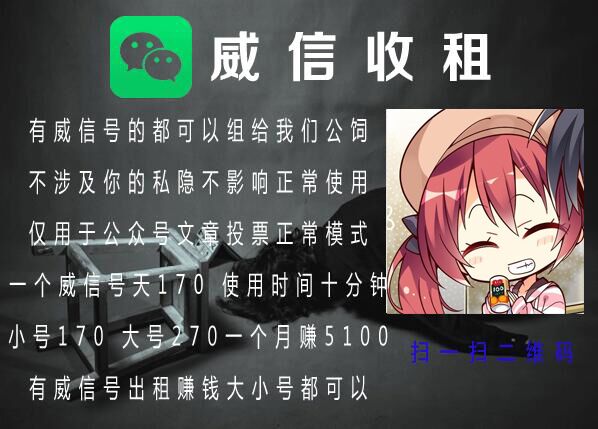 威信收租
有威信号的都可以组给我们公饲
不涉及你的私隐不影响正常使用
仅用于公众号文章投票正常模式
一个威信号天170 使用时间十分钟
小号170 大号270一个月赚5100
有威信号出租赚钱大小号都可以
100
扫一扫二维码